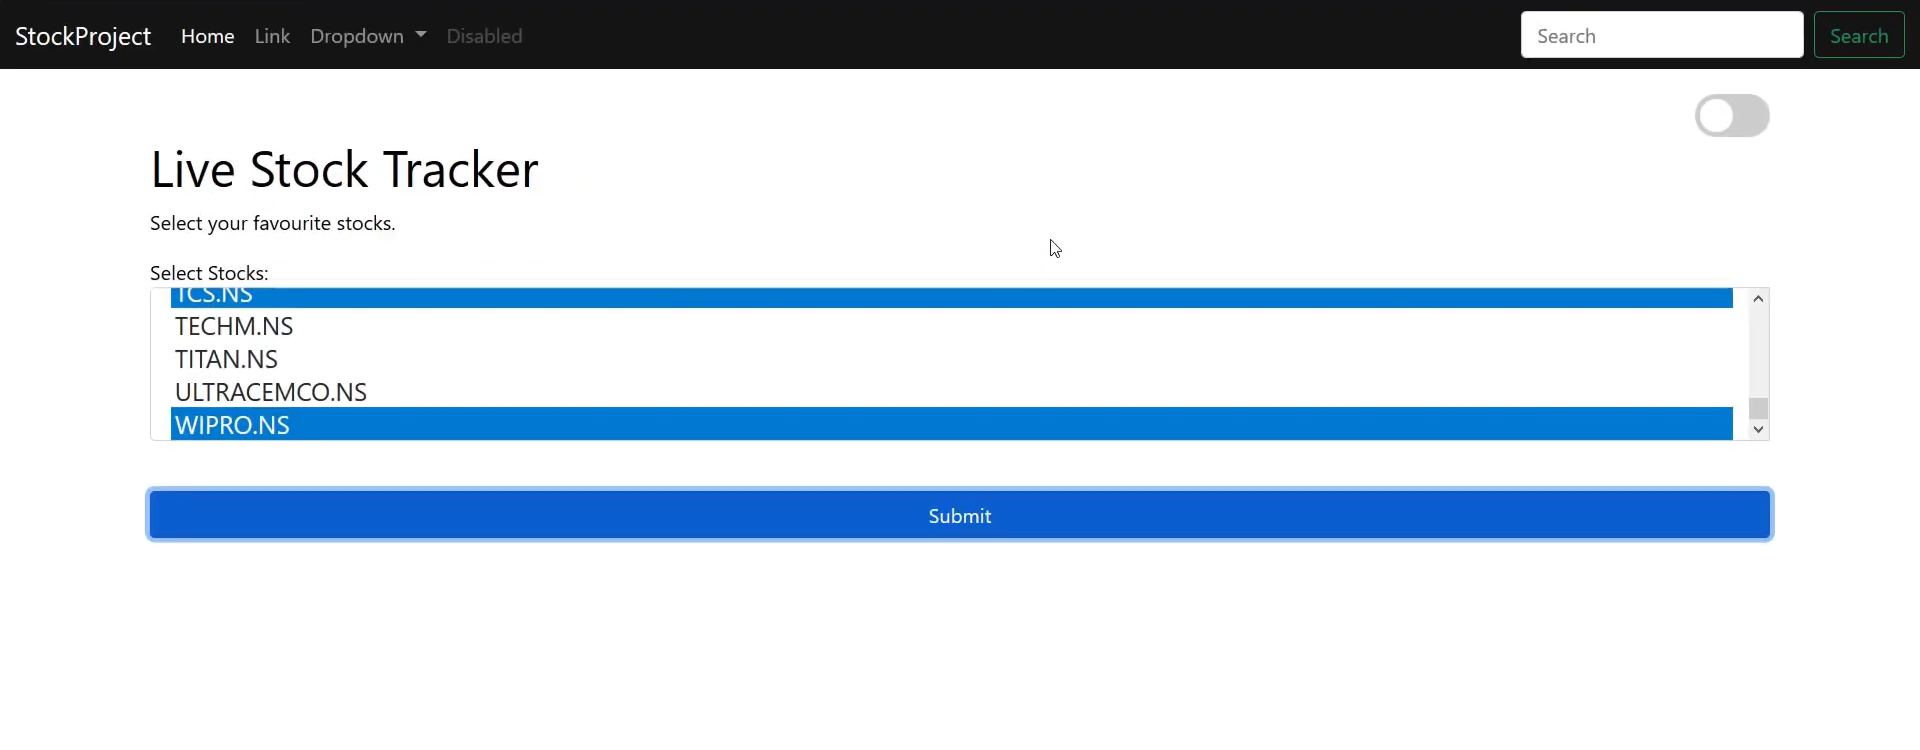 StockProject Home Link Dropdown Disabled Search Search
Live Stock Tracker
Select your favourite stocks.
Select Stocks:
TCS.NS
TECHM.NS
TITAN.NS
ULTRACEMCO.NS
WIPRO.NS
Submit